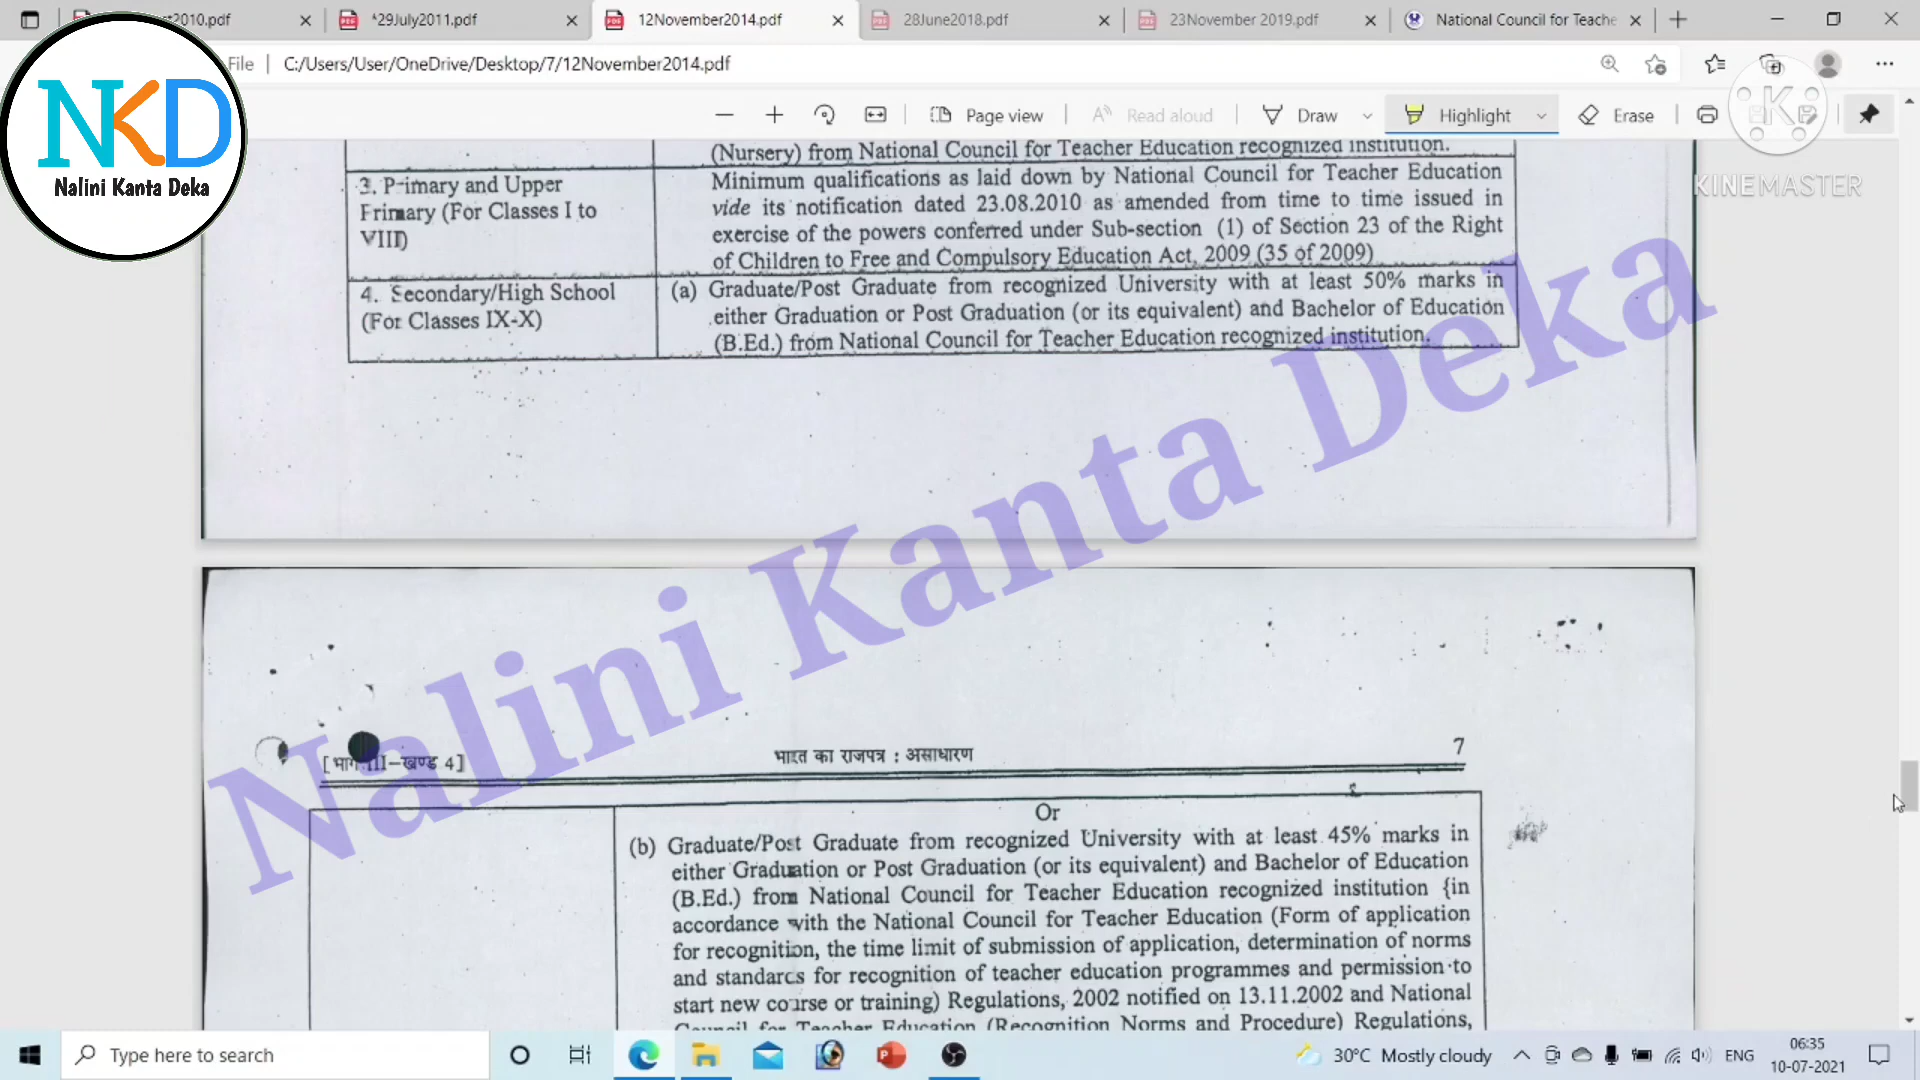 t2010.pdf
*29July2011.pdf
12November2014.pdf
28June2018.pdf
23November 2019.pdf
National Council for Teache
File
C:/Users/User/OneDrive/Desktop/7/12November2014.pdf
Page view
Read aloud
Draw
Highlight
Erase
NKD
Nalini Kanta Deka
K
KINEMASTER
(Nursery) from National Council for Teacher Education recognized institution.
3. Primary and Upper
Primary (For Classes I to
VIII)
Minimum qualifications as laid down by National Council for Teacher Education
vide its notification dated 23.08.2010 as amended from time to time issued in
exercise of the powers conferred under Sub-section (1) of Section 23 of the Right
of Children to Free and Compulsory Education Act, 2009 (35 of 2009)
4. Secondary/High School
(For Classes IX-X)
(a) Graduate/Post Graduate from recognized University with at least 50% marks in
either Graduation or Post Graduation (or its equivalent) and Bachelor of Education
(B.Ed.) from National Council for Teacher Education recognized institution.
Nalini Kanta Deka
[भाग III—खण्ड 4]
भारत का राजपत्र : असाधारण
7
Or
(b) Graduate/Post Graduate from recognized University with at least 45% marks in
either Graduation or Post Graduation (or its equivalent) and Bachelor of Education
(B.Ed.) from National Council for Teacher Education recognized institution {in
accordance with the National Council for Teacher Education (Form of application
for recognition, the time limit of submission of application, determination of norms
and standards for recognition of teacher education programmes and permission to
start new course or training) Regulations, 2002 notified on 13.11.2002 and National
Council for Teacher Education (Recognition Norms and Procedure) Regulations,
Type here to search
30°C Mostly cloudy
ENG
06:35
10-07-2021